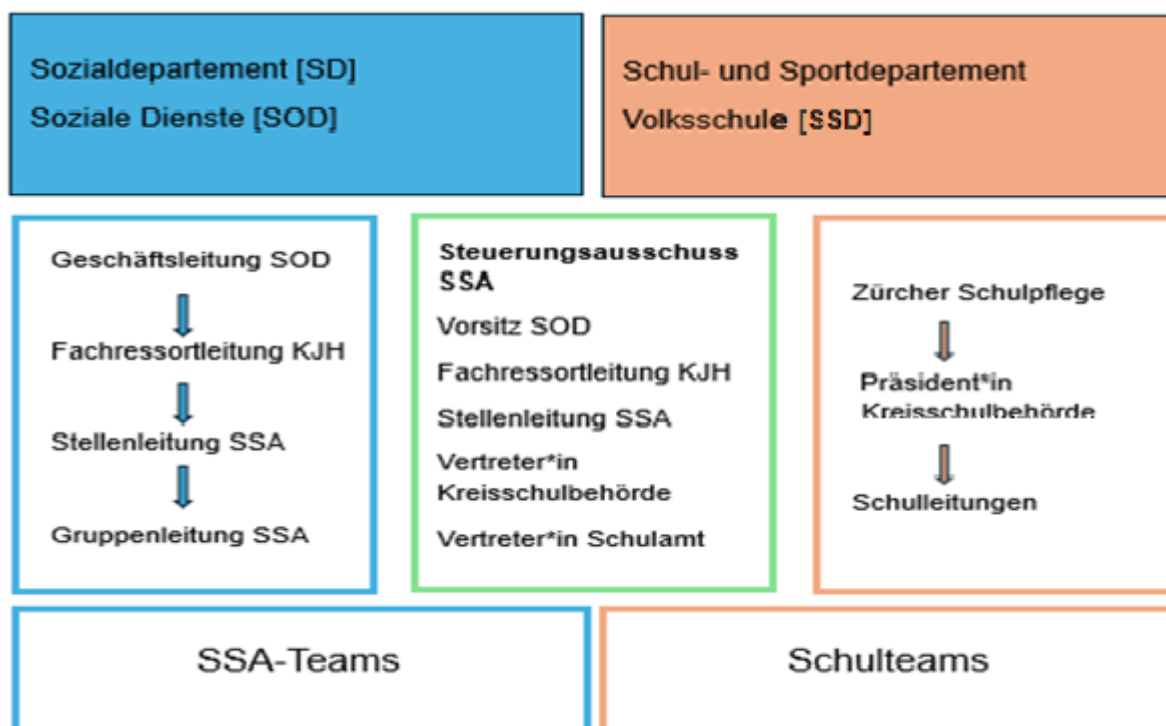 Sozialdepartement [SD]
Soziale Dienste [SOD]
Schul- und Sportdepartement
Volksschule [SSD]
Geschäftsleitung SOD
Fachressortleitung KJH
Stellenleitung SSA
Gruppenleitung SSA
Steuerungsausschuss
SSA
Vorsitz SOD
Fachressortleitung KJH
Stellenleitung SSA
Vertreter*in
Kreisschulbehörde
Vertreter*in Schulamt
Zürcher Schulpflege
Präsident*in
Kreisschulbehörde
Schulleitungen
SSA-Teams
Schulteams